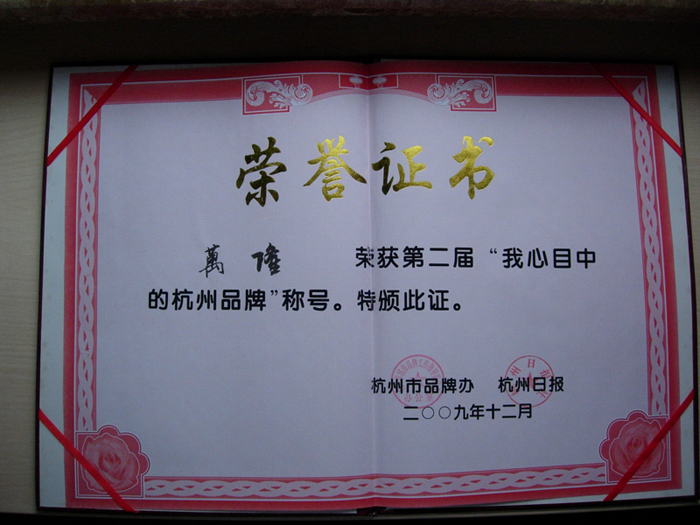 荣誉证书
萬隆 荣获第二届“我心目中
的杭州品牌”称号。特颁此证。
杭州市品牌办 杭州日报
二〇〇九年十二月